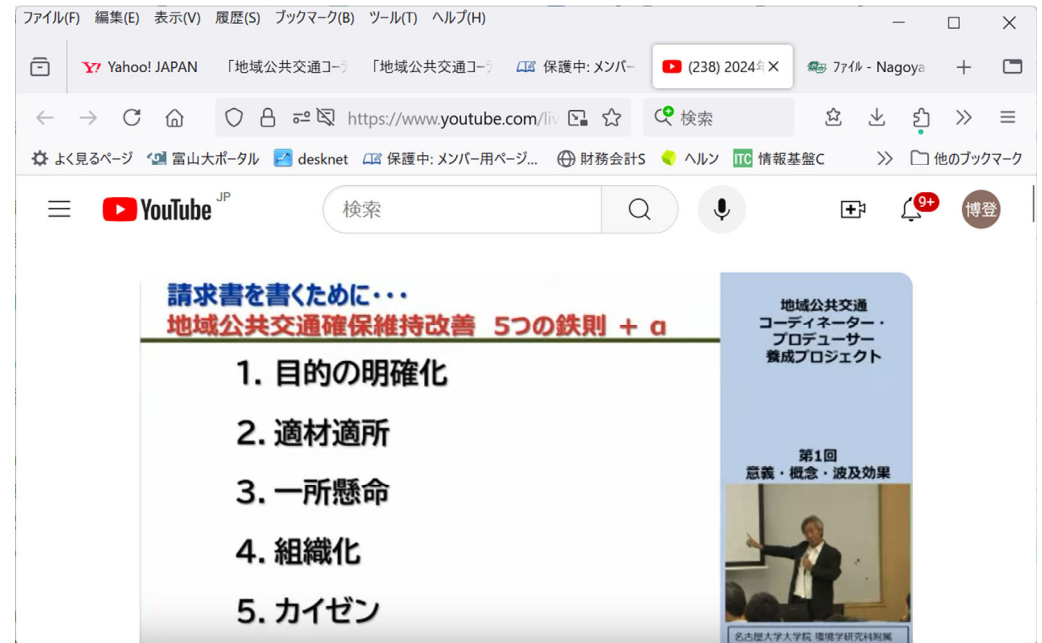 ファイル(F) 編集(E) 表示(V) 履歴(S) ブックマーク(B) ツール(T) ヘルプ(H)
Yahoo! JAPAN 「地域公共交通コーデ 「地域公共交通コーデ 保護中: メンバー (238) 2024年 ファイル - Nagoya
https://www.youtube.com/liv 検索
よく見るページ 富山大ポータル desknet 保護中: メンバー用ページ... 財務会計S ヘルン ITC 情報基盤C 他のブックマーク
YouTube JP 検索 9+ 博登
請求書を書くために・・・
地域公共交通確保維持改善 5つの鉄則 + α
1. 目的の明確化
2. 適材適所
3. 一所懸命
4. 組織化
5. カイゼン
地域公共交通
コーディネーター・
プロデューサー
養成プロジェクト
第1回
意義・概念・波及効果
名古屋大学大学院 環境学研究科附属